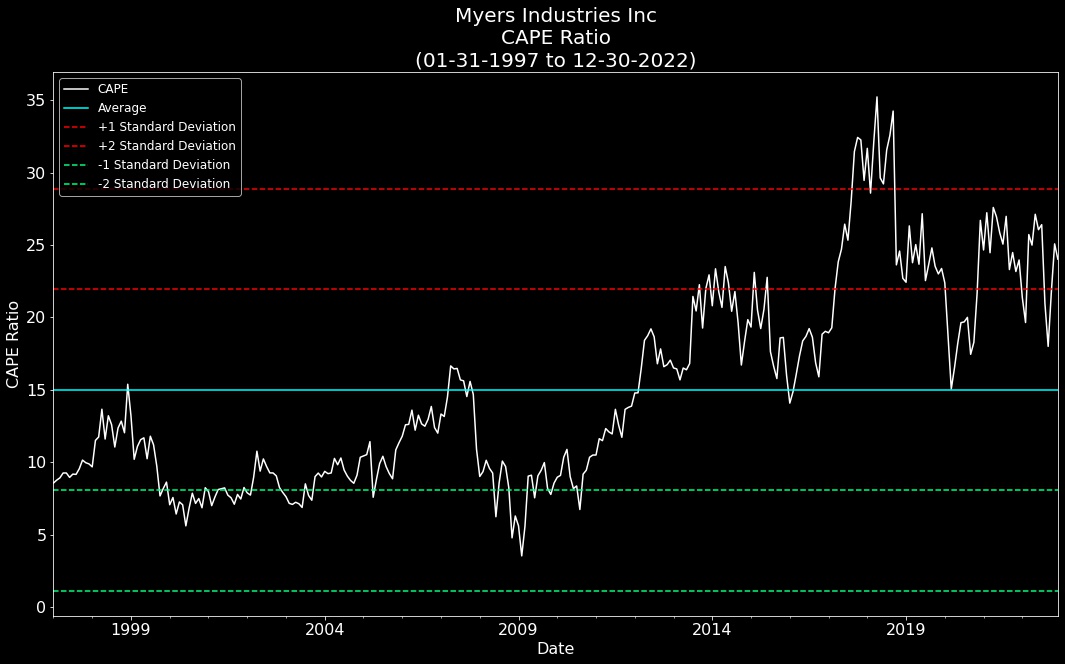 Myers Industries Inc
CAPE Ratio
(01-31-1997 to 12-30-2022)
CAPE
Average
+1 Standard Deviation
+2 Standard Deviation
-1 Standard Deviation
-2 Standard Deviation
CAPE Ratio
35
30
25
20
15
10
5
0
1999
2004
2009
2014
2019
Date